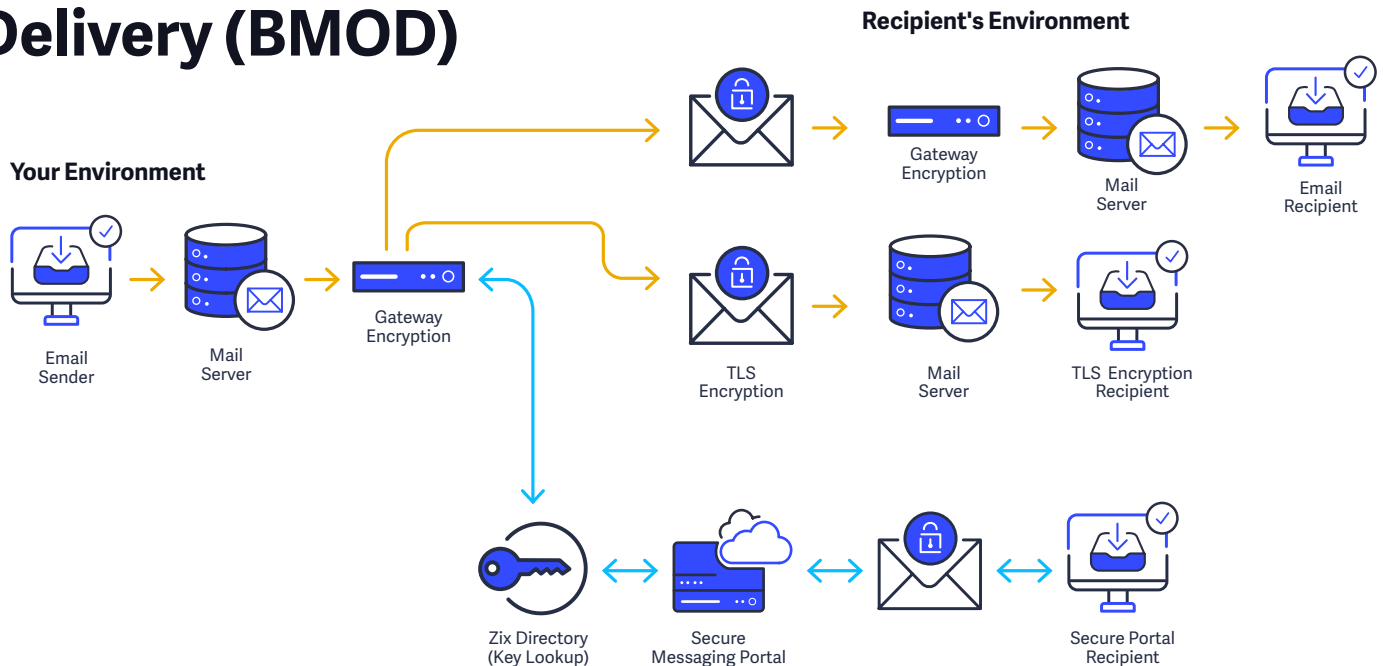 Delivery (BMOD)
Recipient's Environment
Your Environment
Gateway
Encryption
Mail
Server
Email
Recipient
Email
Sender
Mail
Server
Gateway
Encryption
TLS
Encryption
Mail
Server
TLS Encryption
Recipient
Zix Directory
(Key Lookup)
Secure
Messaging Portal
Secure Portal
Recipient